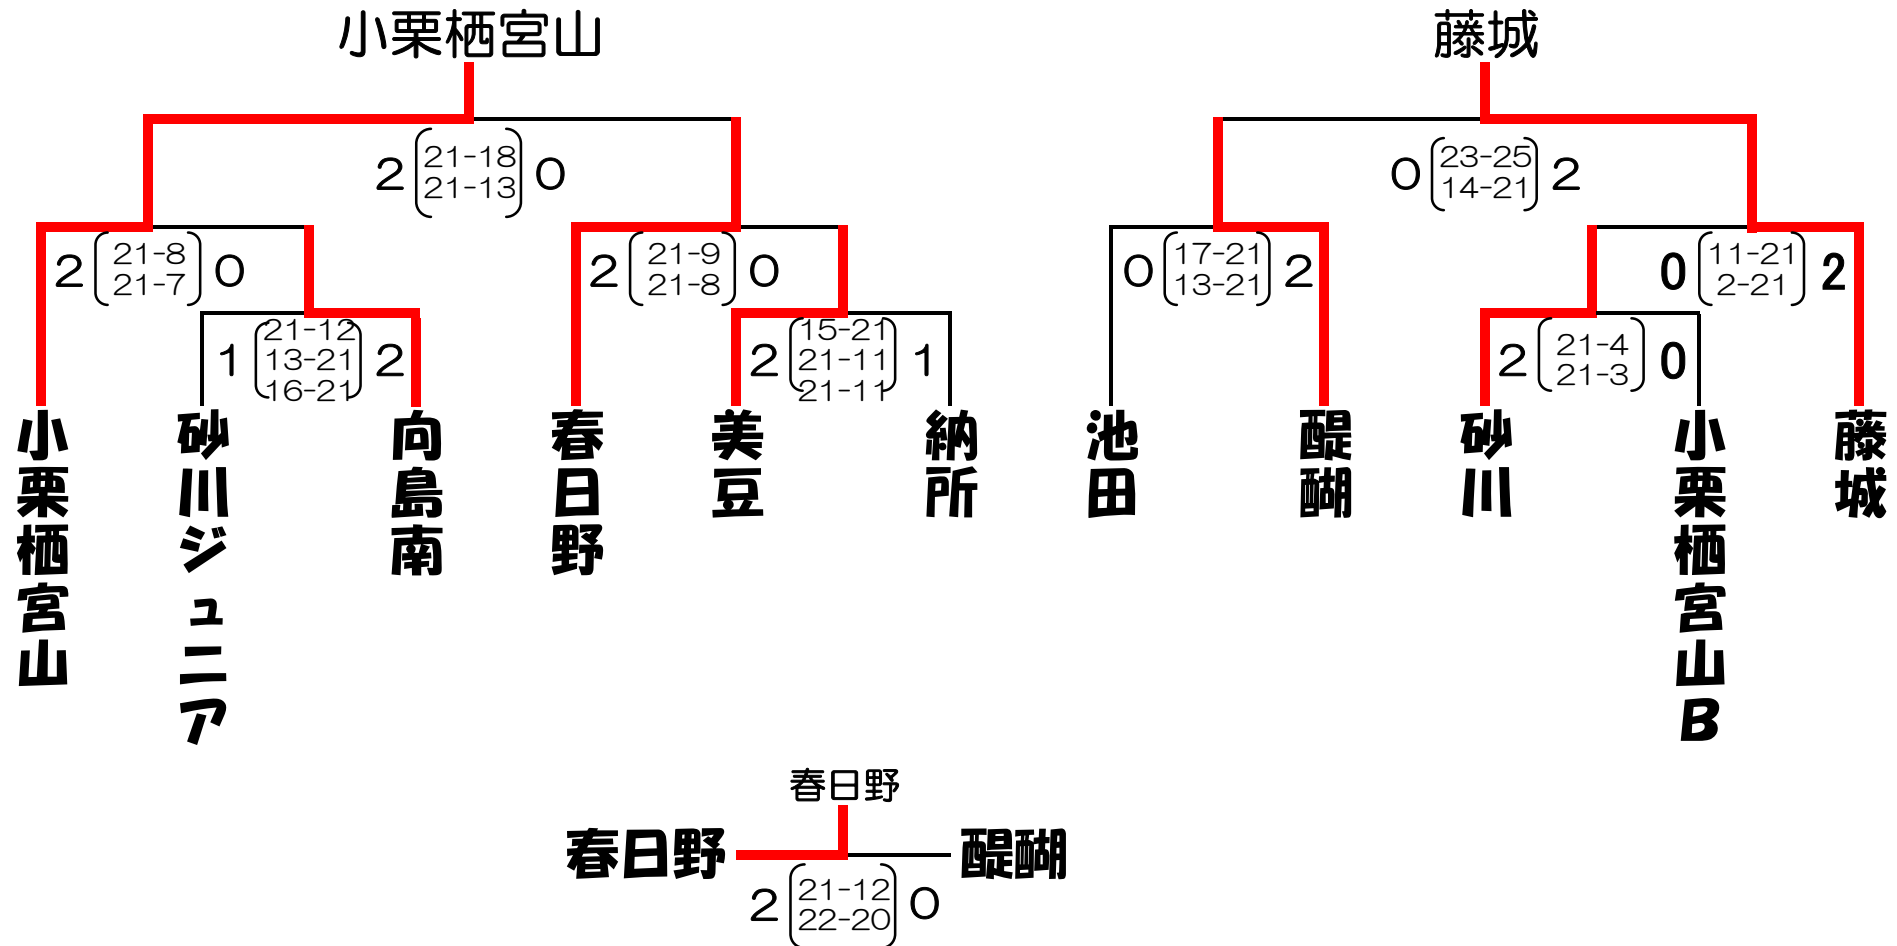 小栗栖宮山
藤城
2 21-18 0
21-13
0 23-25 2
14-21
2 21-8 0
21-7
2 21-9 0
21-8
0 17-21 2
13-21
0 11-21 2
2-21
1 21-12 2
13-21
16-21
2 15-21 1
21-11
21-11
2 21-4 0
21-3
小栗栖宮山
砂川ジュニア
向島南
春日野
美豆
納所
池田
醍醐
砂川
小栗栖宮山B
藤城
春日野
春日野
醍醐
2 21-12 0
22-20